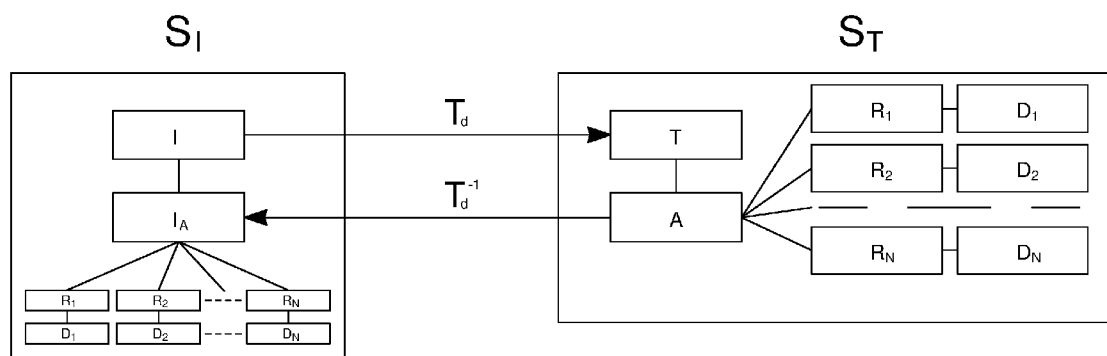 S_I S_T
I T_d T R_1 D_1
R_2 D_2
I_A T_d^-1 A
R_N D_N
R_1 R_2 R_N
D_1 D_2 D_N